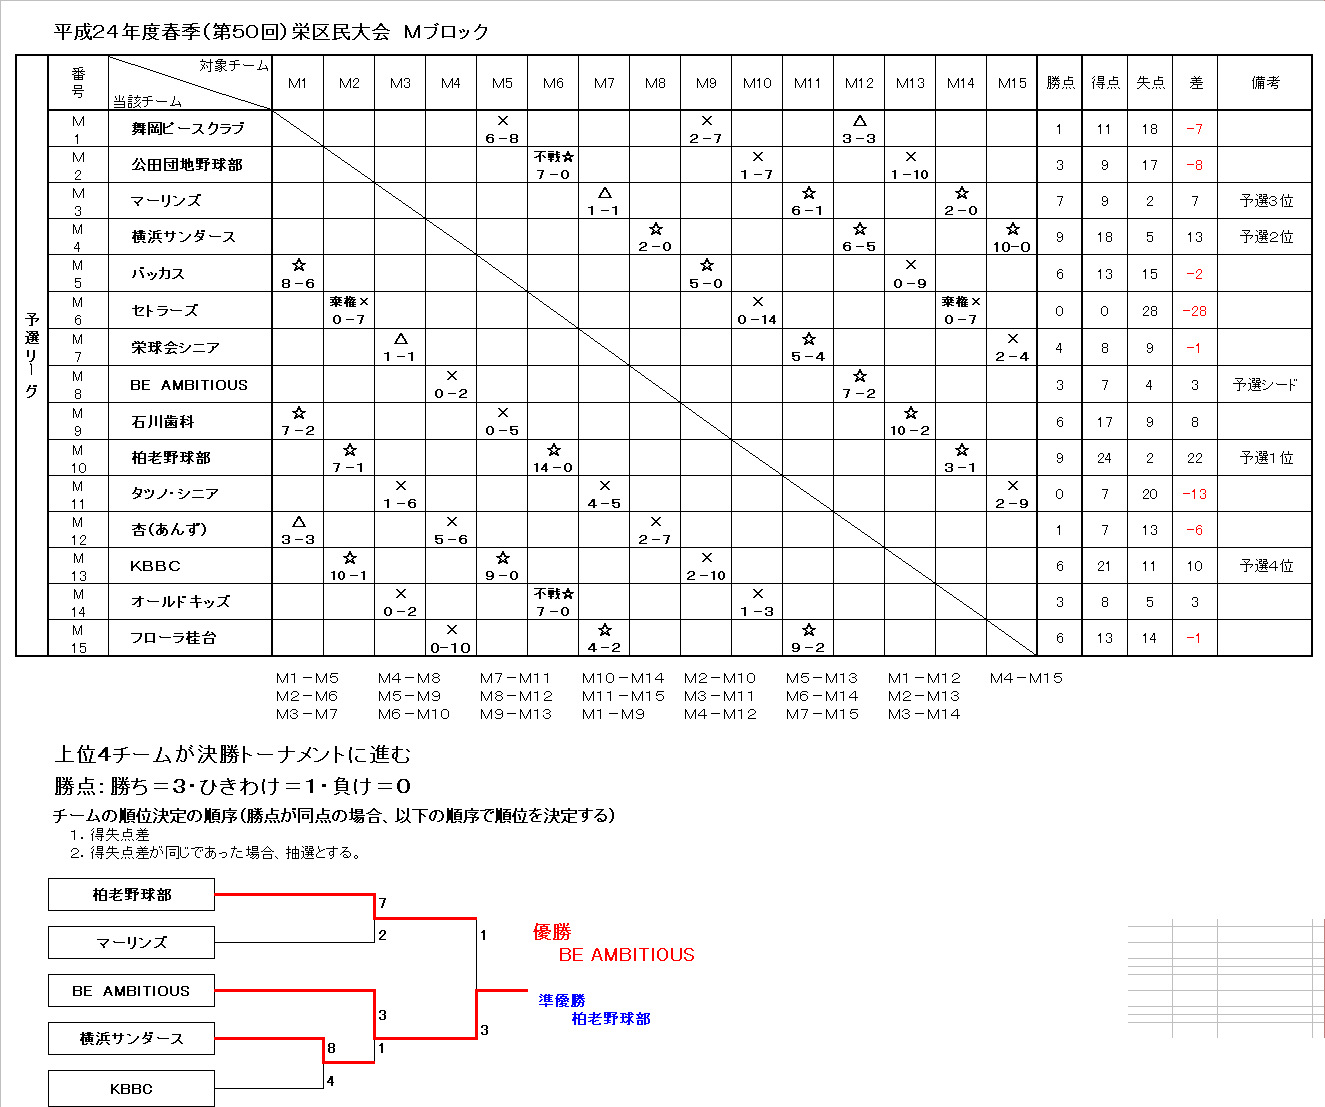 平成24年度春季（第50回）栄区民大会　Mブロック
番号 対象チーム 当該チーム M1 M2 M3 M4 M5 M6 M7 M8 M9 M10 M11 M12 M13 M14 M15 勝点 得点 失点 差 備考
予選リーグ
M1 舞岡ピースクラブ ×6－8 ×2－7 △3－3 1 11 18 －7
M2 公田団地野球部 不戦☆7－0 ×1－7 ×1－10 3 9 17 －8
M3 マーリンズ △1－1 ☆6－1 ☆2－0 7 9 2 7 予選3位
M4 横浜サンダース ☆2－0 ☆6－5 ☆10－0 9 18 5 13 予選2位
M5 バッカス ☆8－6 ☆5－0 ×0－9 6 13 15 －2
M6 セトラーズ 棄権×0－7 ×0－14 棄権×0－7 0 0 28 －28
M7 栄球会シニア △1－1 ☆5－4 ×2－4 4 8 9 －1
M8 BE AMBITIOUS ×0－2 ☆7－2 3 7 4 3 予選シード
M9 石川歯科 ☆7－2 ×0－5 ☆10－2 6 17 9 8
M10 柏老野球部 ☆7－1 ☆14－0 ☆3－1 9 24 2 22 予選1位
M11 タツノ・シニア ×1－6 ×4－5 ×2－9 0 7 20 －13
M12 杏（あんず） △3－3 ×5－6 ×2－7 1 7 13 －6
M13 KBBC ☆10－1 ☆9－0 ×2－10 6 21 11 10 予選4位
M14 オールドキッズ ×0－2 不戦☆7－0 ×1－3 3 8 5 3
M15 フローラ桂台 ×0－10 ☆4－2 ☆9－2 6 13 14 －1
M1－M5 M4－M8 M7－M11 M10－M14 M2－M10 M5－M13 M1－M12 M4－M15
M2－M6 M5－M9 M8－M12 M11－M15 M3－M11 M6－M14 M2－M13
M3－M7 M6－M10 M9－M13 M1－M9 M4－M12 M7－M15 M3－M14
上位4チームが決勝トーナメントに進む
勝点：勝ち＝3・ひきわけ＝1・負け＝0
チームの順位決定の順序（勝点が同点の場合、以下の順序で順位を決定する）
1．得失点差
2．得失点差が同じであった場合、抽選とする。
柏老野球部
7
マーリンズ
2
1
優勝
BE AMBITIOUS
BE AMBITIOUS
3
準優勝
柏老野球部
3
横浜サンダース
8
1
KBBC
4